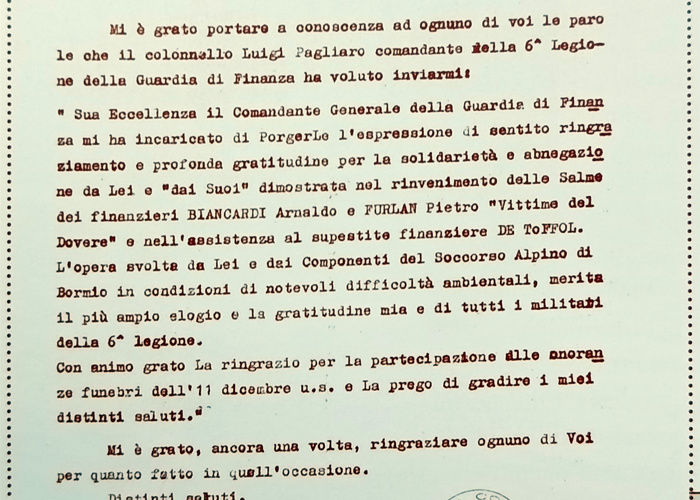 Mi è grato portare a conoscenza ad ognuno di voi le paro
le che il colonnello Luigi Pagliaro comandante della 6^ Legio-
ne della Guardia di Finanza ha voluto inviarmi:
" Sua Eccellenza il Comandante Generale della Guardia di Finan
za mi ha incaricato di PorgerLe l'espressione di sentito ringra
ziamento e profonda gratitudine per la solidarietà e abnegazio
ne da Lei e "dai Suoi" dimostrata nel rinvenimento delle Salme
dei finanzieri BIANCARDI Arnaldo e FURLAN Pietro "Vittime del
Dovere" e nell'assistenza al supestite finanziere DE ToFFOL.
L'opera svolta da Lei e dai Componenti del Soccorso Alpino di
Bormio in condizioni di notevoli difficoltà ambientali, merita
il più ampio elogio e la gratitudine mia e di tutti i militari
della 6^ legione.
Con animo grato La ringrazio per la partecipazione alle onoran
ze funebri dell'11 dicembre u.s. e La prego di gradire i miei
distinti saluti."
Mi è grato, ancora una volta, ringraziare ognuno di Voi
per quanto fatto in quell'occasione.
Distinti saluti.